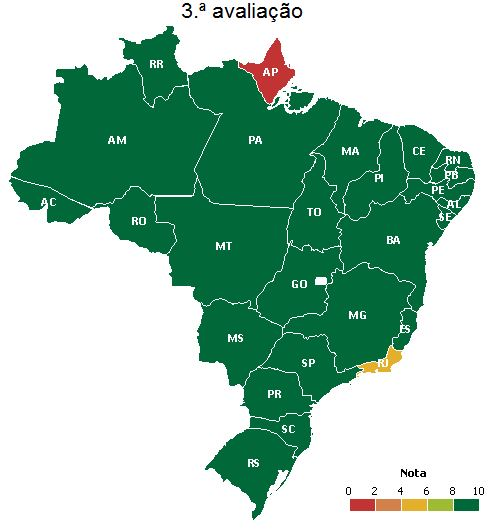 3.ª avaliação
RR
AP
AM
PA
MA
CE
RN
PB
PI
PE
AC
AL
TO
SE
RO
BA
MT
GO
MG
ES
MS
SP
RJ
PR
SC
RS
Nota
0 2 4 6 8 10